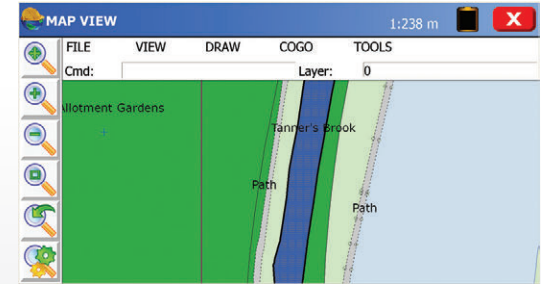 MAP VIEW 1:238 m X
FILE VIEW DRAW COGO TOOLS
Cmd: Layer: 0
Allotment Gardens
Tanner's Brook
Path
Path